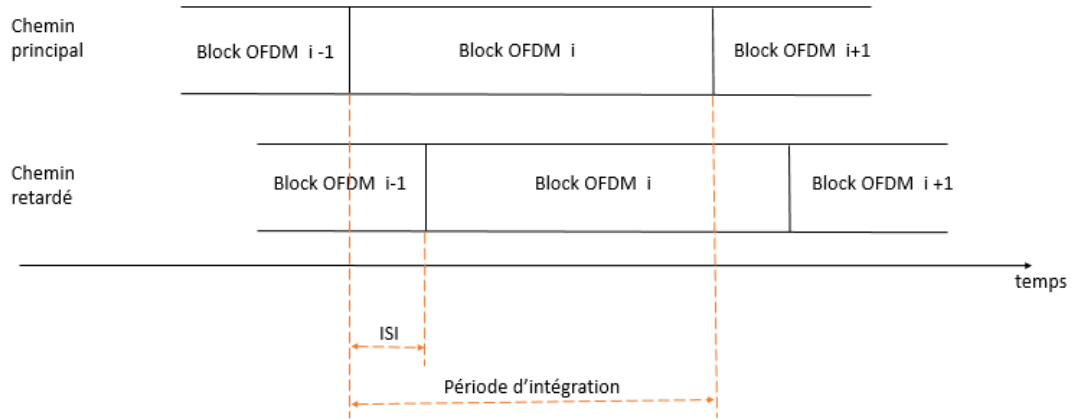 Chemin
principal
Block OFDM i -1
Block OFDM i
Block OFDM i+1
Chemin
retardé
Block OFDM i-1
Block OFDM i
Block OFDM i +1
temps
ISI
Période d'intégration